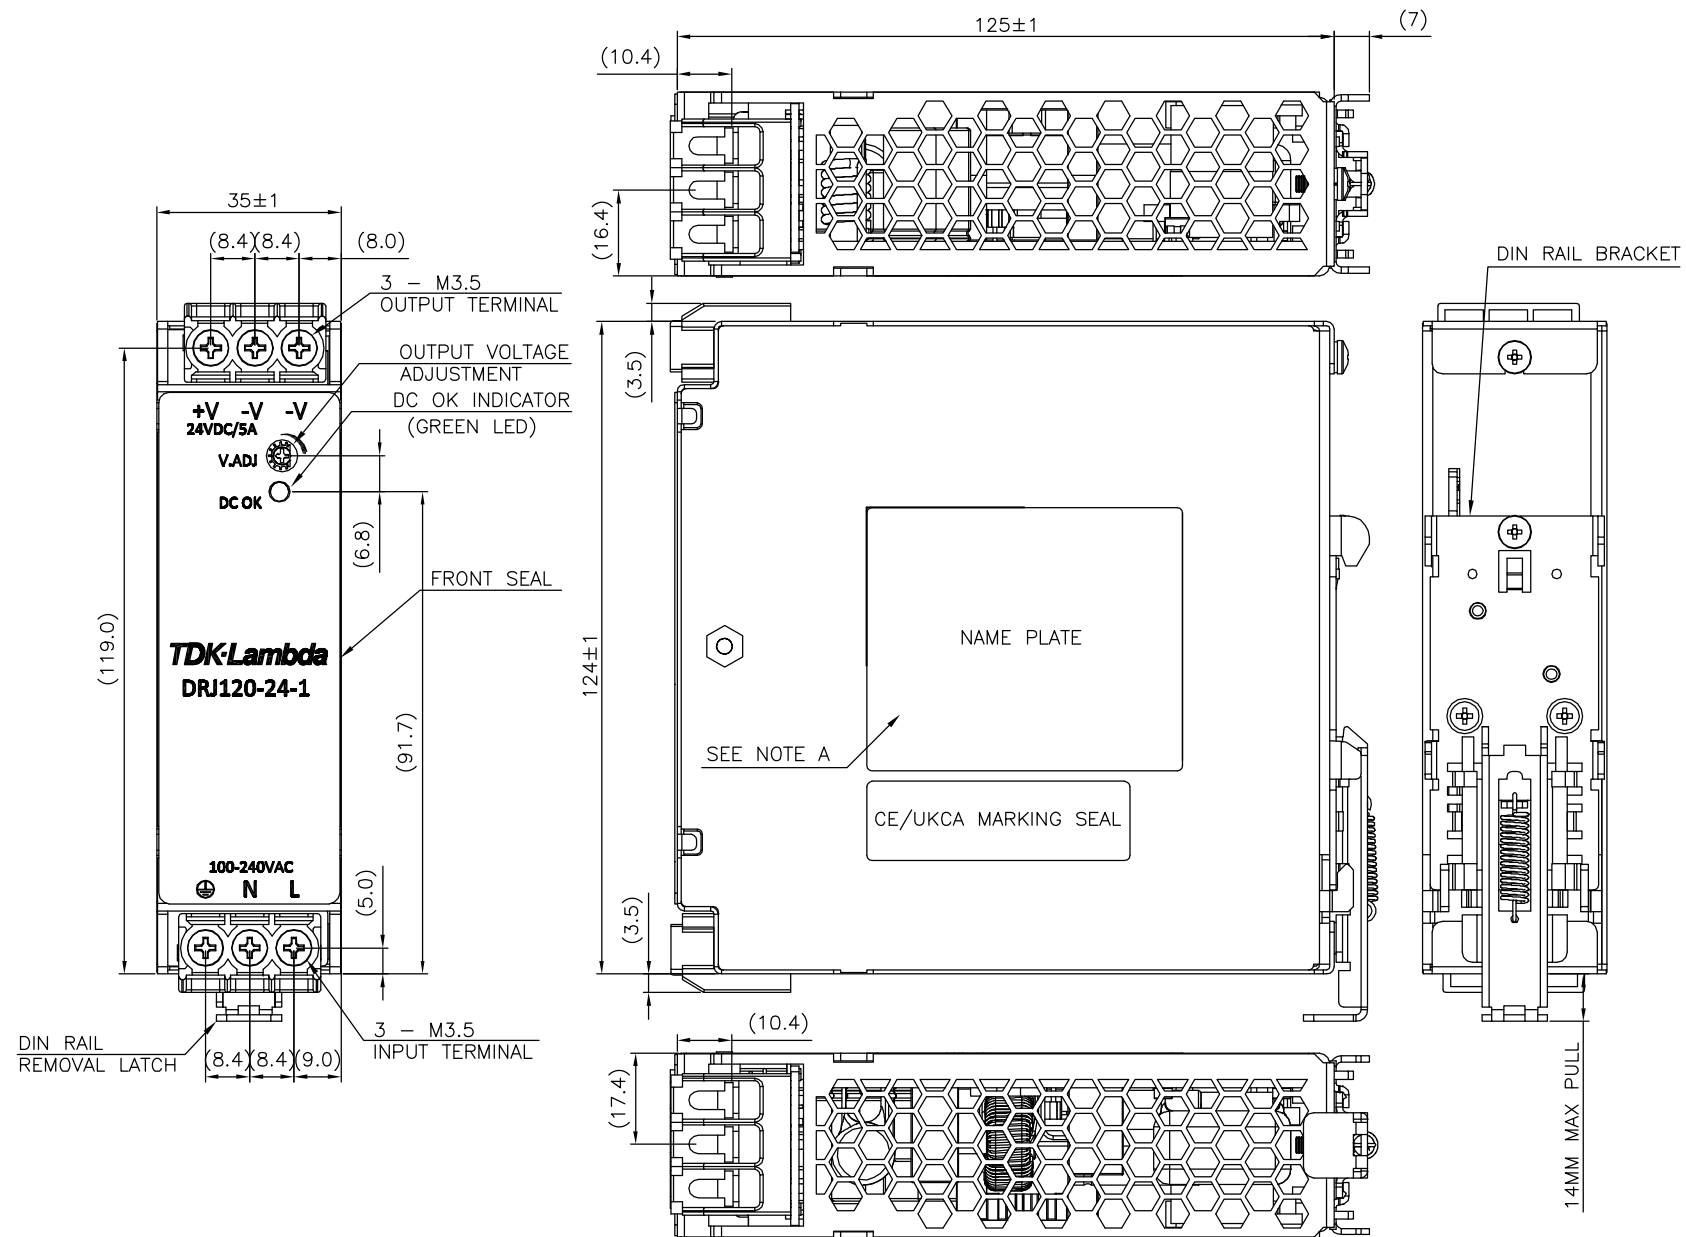 125±1
(7)
(10.4)
(16.4)
35±1
(8.4)
(8.4)
(8.0)
3 - M3.5
OUTPUT TERMINAL
OUTPUT VOLTAGE
ADJUSTMENT
DC OK INDICATOR
(GREEN LED)
+V -V -V
24VDC/5A
V.ADJ
DC OK
(6.8)
FRONT SEAL
(119.0)
TDK·Lambda
DRJ120-24-1
(91.7)
100-240VAC
N L
(5.0)
DIN RAIL
REMOVAL LATCH
(8.4)
(8.4)
(9.0)
3 - M3.5
INPUT TERMINAL
(3.5)
124±1
NAME PLATE
SEE NOTE A
CE/UKCA MARKING SEAL
(3.5)
DIN RAIL BRACKET
14MM MAX PULL
(10.4)
(17.4)